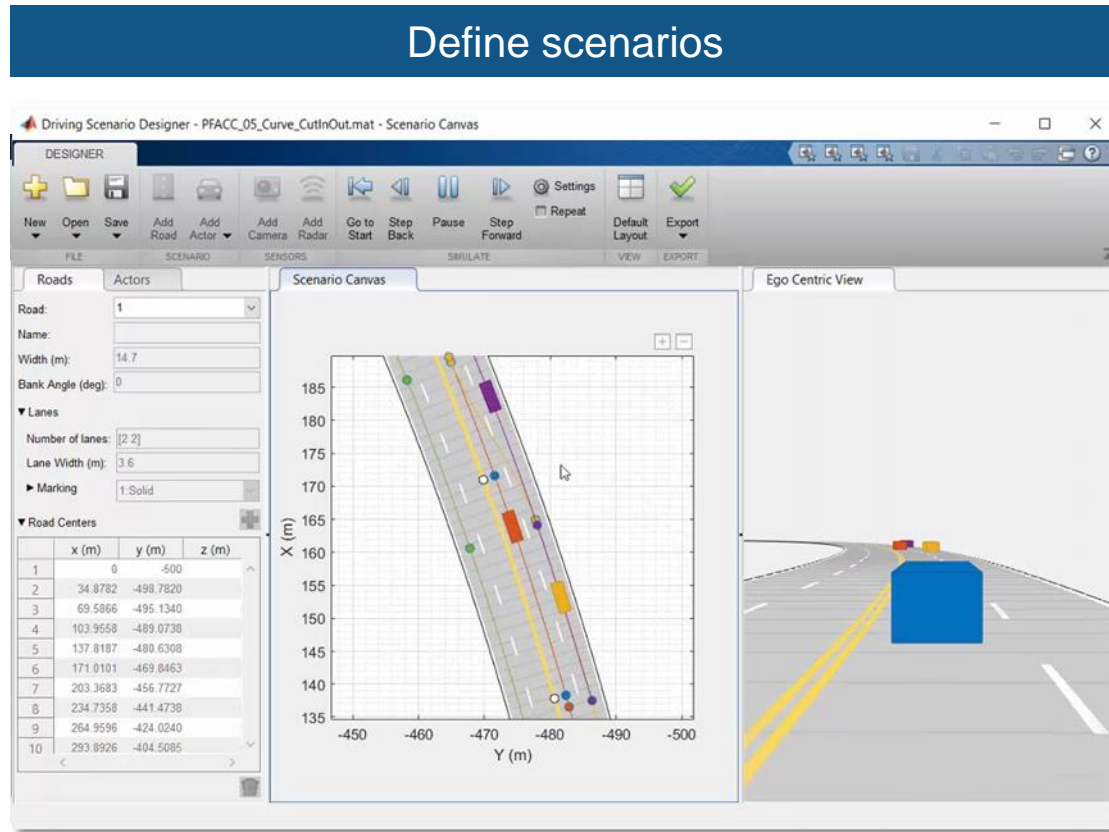 Define scenarios
Driving Scenario Designer - PFACC_05_Curve_CutInOut.mat - Scenario Canvas
DESIGNER
New Open Save Add Road Add Actor Add Camera Add Radar Go to Start Step Back Pause Step Forward Settings Repeat Default Layout Export
FILE SCENARIO SENSORS SIMULATE VIEW EXPORT
Roads Actors
Road: 1
Name:
Width (m): 14.7
Bank Angle (deg): 0
Lanes
Number of lanes: [2 2]
Lane Width (m): 3.6
Marking 1:Solid
Road Centers
x (m) y (m) z (m)
1 0 -500
2 34.8782 -498.7820
3 69.5866 -495.1340
4 103.9558 -489.0738
5 137.8187 -480.6308
6 171.0101 -469.8463
7 203.3683 -456.7727
8 234.7358 -441.4738
9 264.9596 -424.0240
10 293.8926 -404.5085
Scenario Canvas
185
180
175
170
165
160
155
150
145
140
135
X (m)
-450 -460 -470 -480 -490 -500
Y (m)
Ego Centric View